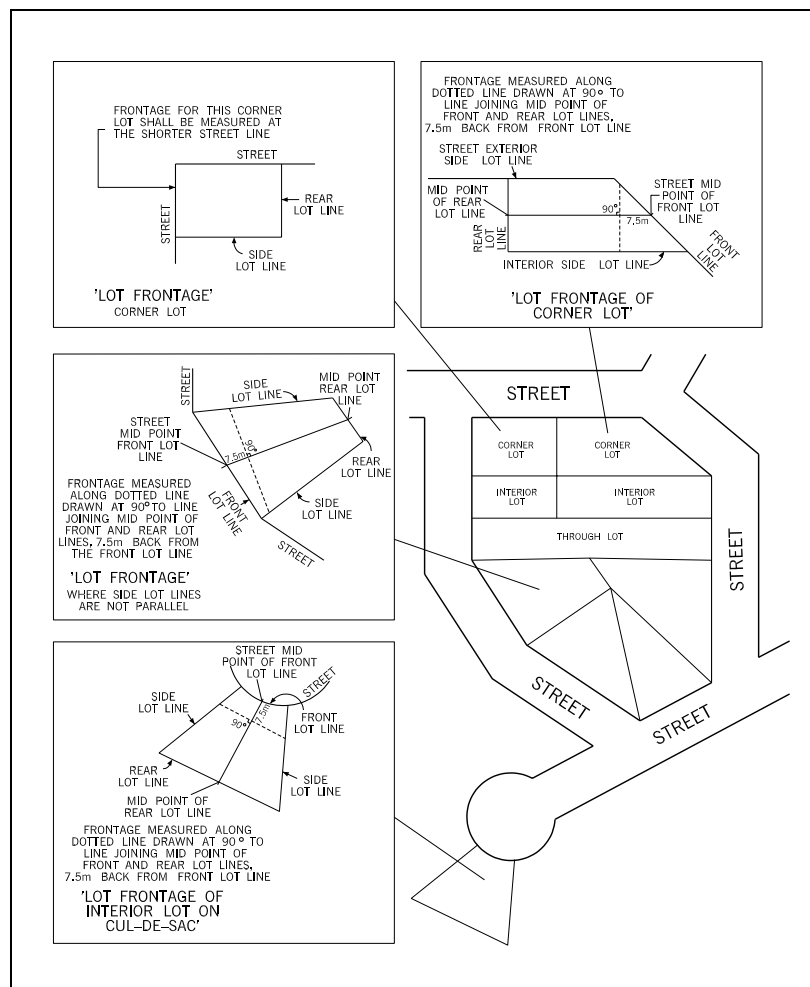 FRONTAGE FOR THIS CORNER
LOT SHALL BE MEASURED AT
THE SHORTER STREET LINE
STREET
STREET
REAR
LOT LINE
SIDE
LOT LINE
'LOT FRONTAGE'
CORNER LOT
FRONTAGE MEASURED ALONG
DOTTED LINE DRAWN AT 90° TO
LINE JOINING MID POINT OF
FRONT AND REAR LOT LINES,
7.5m BACK FROM FRONT LOT LINE
STREET EXTERIOR
SIDE LOT LINE
MID POINT
OF REAR
LOT LINE
90°
7.5m
STREET MID
POINT OF
FRONT LOT
LINE
REAR
LOT
LINE
FRONT
LOT
LINE
INTERIOR SIDE LOT LINE
'LOT FRONTAGE OF
CORNER LOT'
STREET
SIDE
LOT LINE
MID POINT
REAR LOT
LINE
STREET
MID POINT
FRONT LOT
LINE
7.5m
90°
REAR
LOT LINE
FRONT
LOT LINE
SIDE
LOT LINE
STREET
FRONTAGE MEASURED
ALONG DOTTED LINE
DRAWN AT 90° TO LINE
JOINING MID POINT OF
FRONT AND REAR LOT
LINES, 7.5m BACK FROM
THE FRONT LOT LINE
'LOT FRONTAGE'
WHERE SIDE LOT LINES
ARE NOT PARALLEL
STREET
CORNER
LOT
CORNER
LOT
INTERIOR
LOT
INTERIOR
LOT
THROUGH LOT
STREET
STREET
STREET
STREET MID
POINT OF FRONT
LOT LINE
STREET
SIDE
LOT LINE
7.5m
90°
FRONT
LOT LINE
REAR
LOT LINE
SIDE
LOT LINE
MID POINT OF
REAR LOT LINE
FRONTAGE MEASURED ALONG
DOTTED LINE DRAWN AT 90° TO
LINE JOINING MID POINT OF
FRONT AND REAR LOT LINES,
7.5m BACK FROM FRONT LOT LINE
'LOT FRONTAGE OF
INTERIOR LOT ON
CUL–DE–SAC'